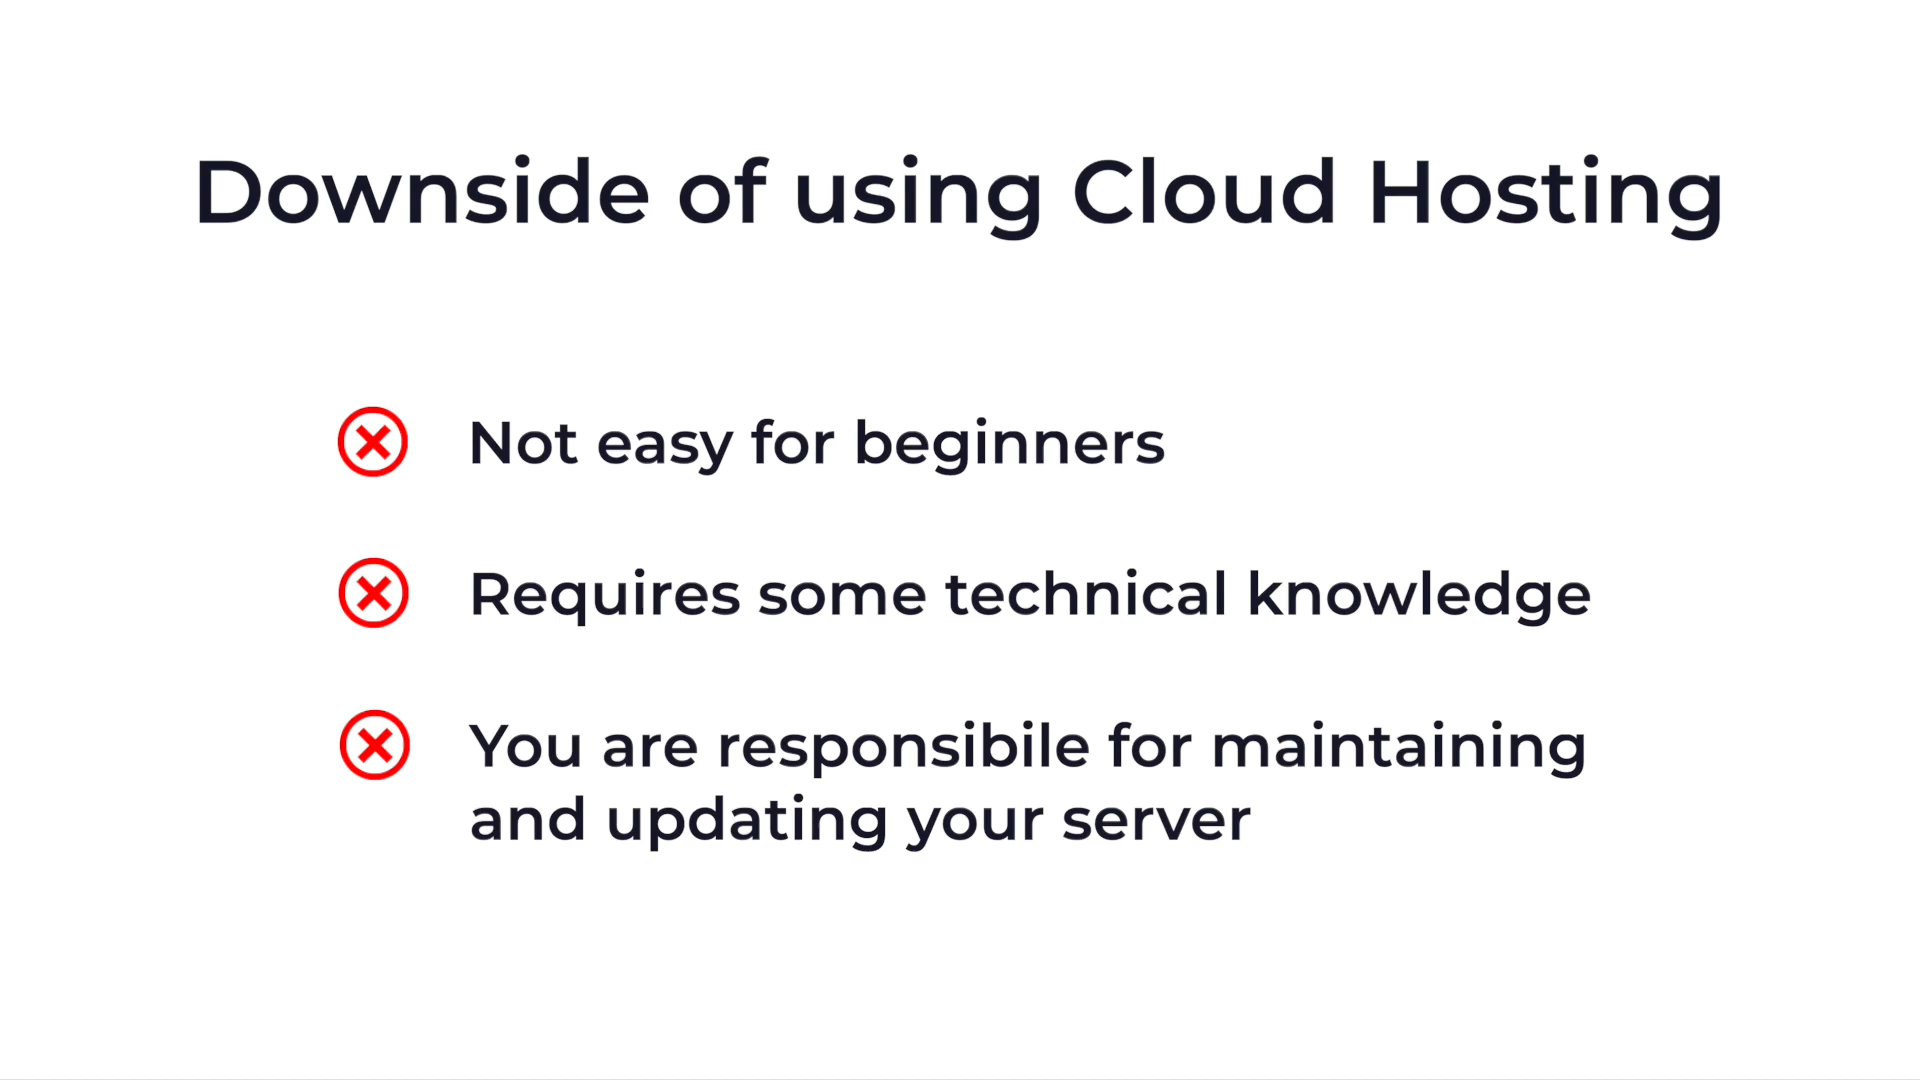 Downside of using Cloud Hosting
Not easy for beginners
Requires some technical knowledge
You are responsibile for maintaining
and updating your server